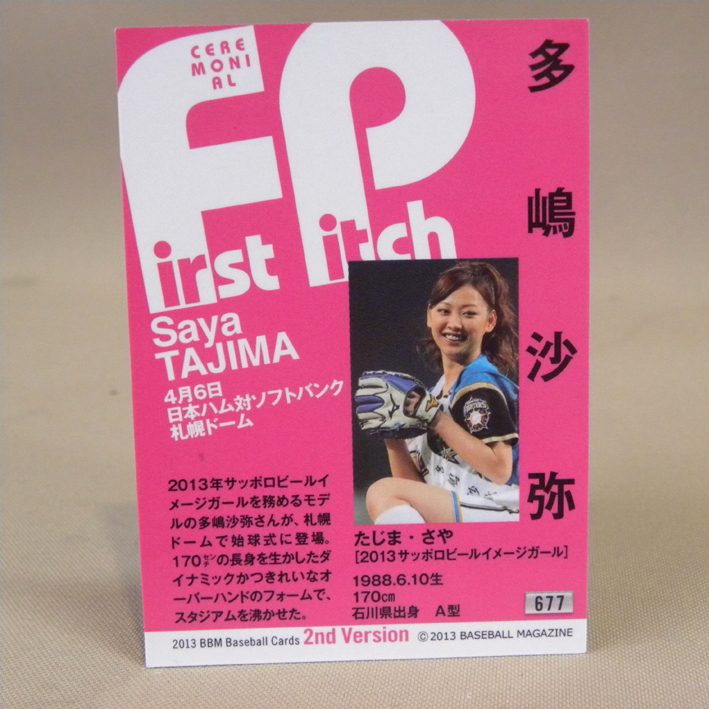 CERE
MONI
AL
First Pitch
多嶋沙弥
Saya
TAJIMA
4月6日
日本ハム対ソフトバンク
札幌ドーム
2013年サッポロビールイ
メージガールを務めるモデ
ルの多嶋沙弥さんが、札幌
ドームで始球式に登場。
170センチの長身を生かしたダ
イナミックかつきれいなオ
ーバーハンドのフォームで、
スタジアムを沸かせた。
たじま・さや
[2013サッポロビールイメージガール]
1988.6.10生
170cm
石川県出身 A型
677
2013 BBM Baseball Cards 2nd Version ©2013 BASEBALL MAGAZINE